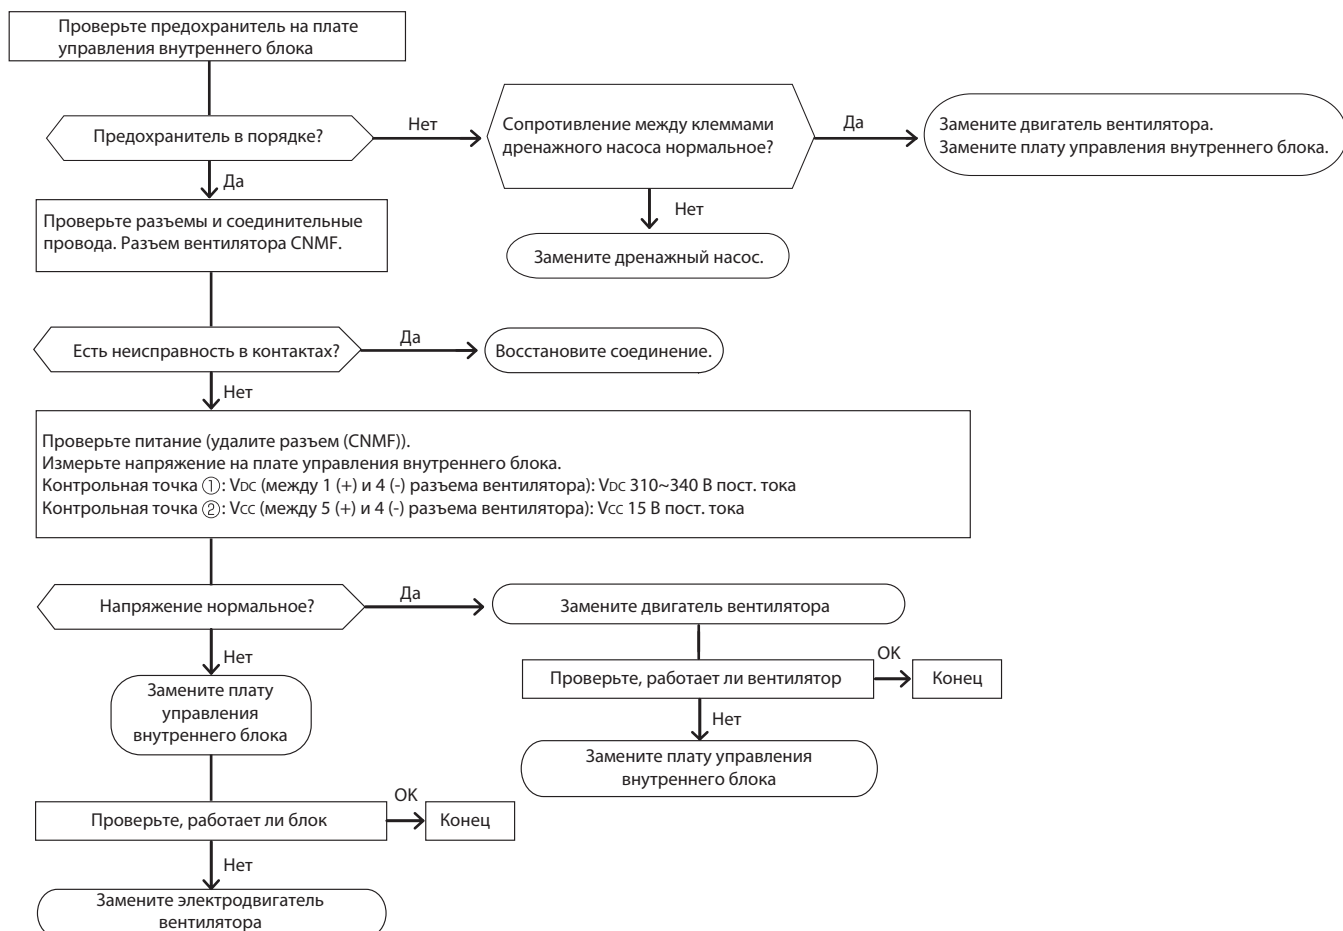 Проверьте предохранитель на плате
управления внутреннего блока
Предохранитель в порядке?
Нет
Сопротивление между клеммами
дренажного насоса нормальное?
Да
Замените двигатель вентилятора.
Замените плату управления внутреннего блока.
Да
Нет
Проверьте разъемы и соединительные
провода. Разъем вентилятора CNMF.
Замените дренажный насос.
Есть неисправность в контактах?
Да
Восстановите соединение.
Нет
Проверьте питание (удалите разъем (CNMF)).
Измерьте напряжение на плате управления внутреннего блока.
Контрольная точка ①: VDC (между 1 (+) и 4 (-) разъема вентилятора): VDC 310~340 В пост. тока
Контрольная точка ②: Vcc (между 5 (+) и 4 (-) разъема вентилятора): Vcc 15 В пост. тока
Напряжение нормальное?
Да
Замените двигатель вентилятора
Нет
Проверьте, работает ли вентилятор
OK
Конец
Замените плату
управления
внутреннего блока
Нет
Замените плату управления
внутреннего блока
Проверьте, работает ли блок
OK
Конец
Нет
Замените электродвигатель
вентилятора